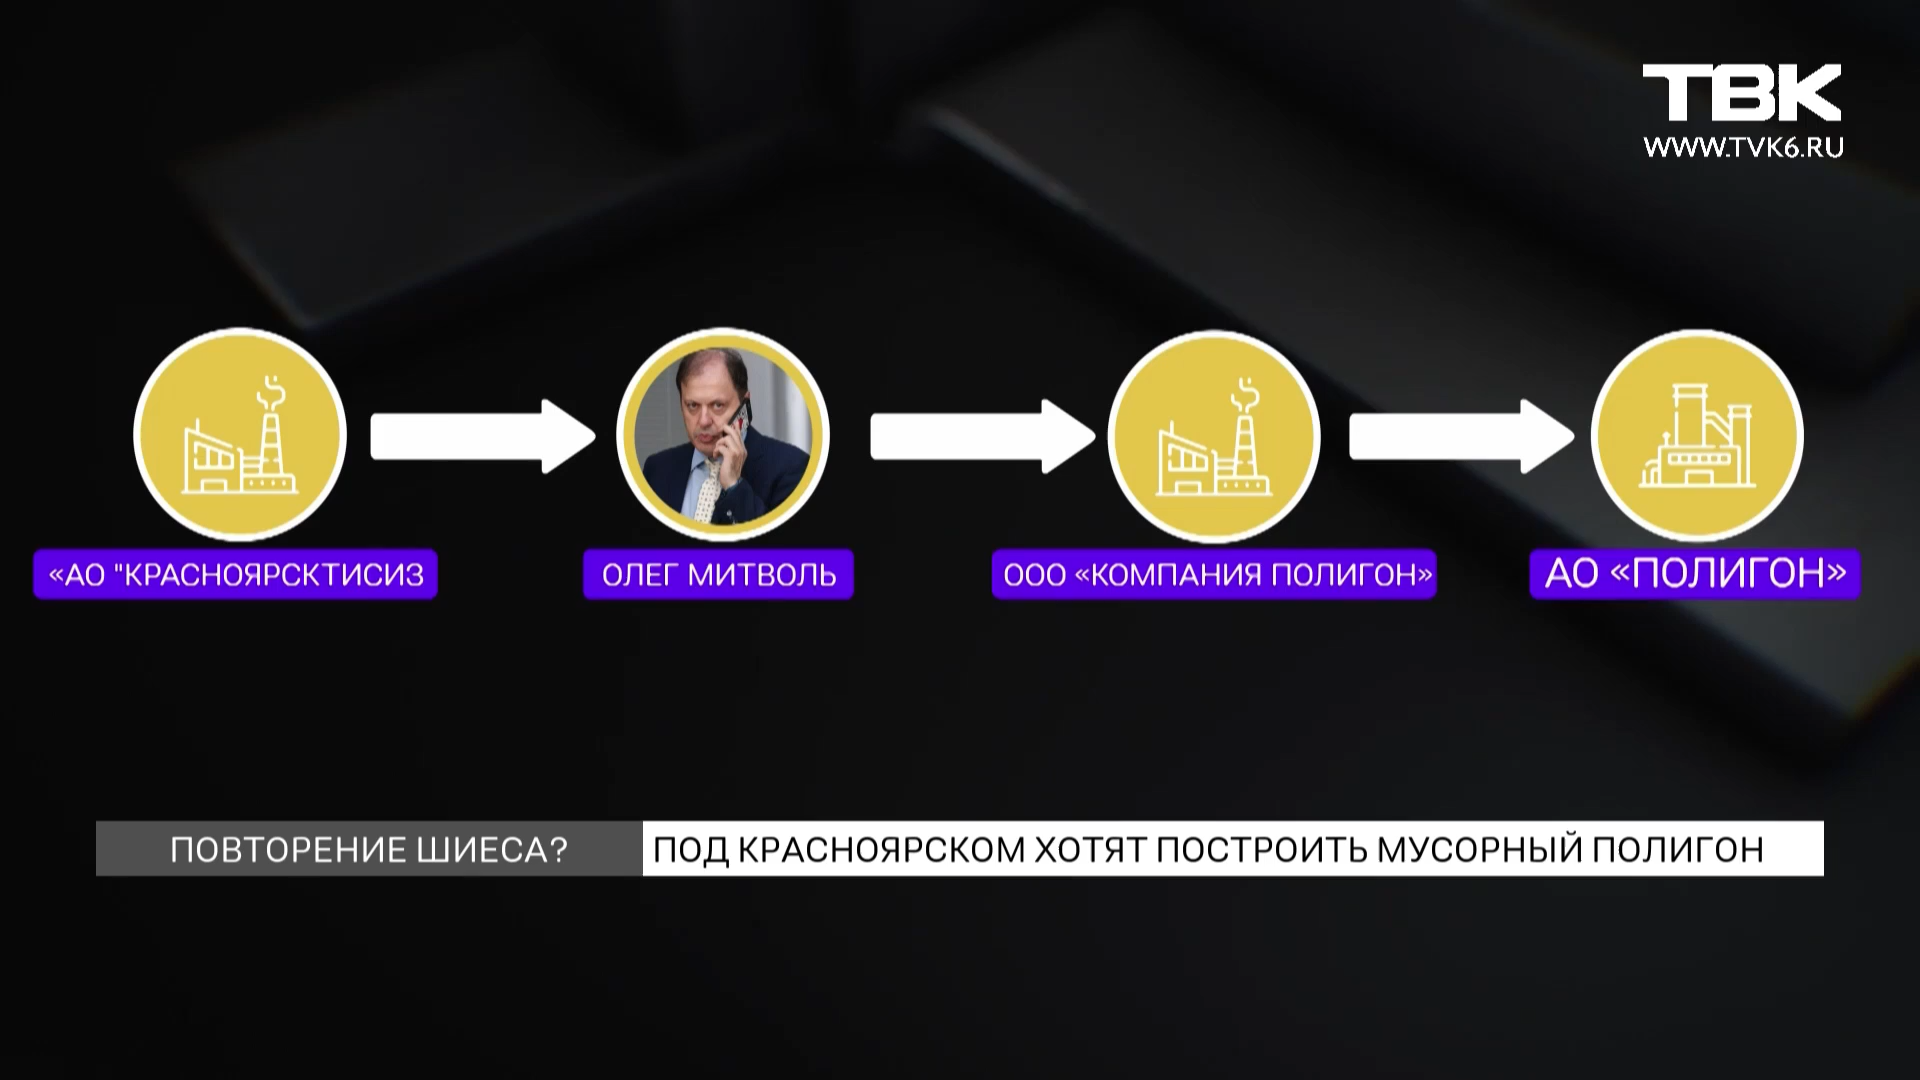 ТВК
WWW.TVK6.RU
«АО "КРАСНОЯРСКТИСИЗ
ОЛЕГ МИТВОЛЬ
ООО «КОМПАНИЯ ПОЛИГОН»
АО «ПОЛИГОН»
ПОВТОРЕНИЕ ШИЕСА?
ПОД КРАСНОЯРСКОМ ХОТЯТ ПОСТРОИТЬ МУСОРНЫЙ ПОЛИГОН